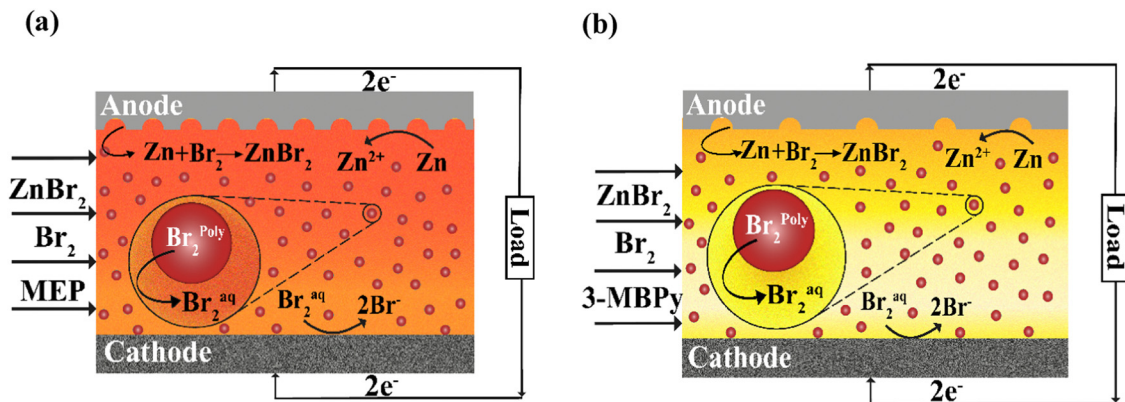 (a)
2e⁻
Anode
Zn+Br₂→ZnBr₂
Zn²⁺
Zn
ZnBr₂
Br₂
MEP
Br₂ᴾᵒˡʸ
Br₂ᵃq
Br₂ᵃq
2Br⁻
Cathode
2e⁻
Load
(b)
2e⁻
Anode
Zn+Br₂→ZnBr₂
Zn²⁺
Zn
ZnBr₂
Br₂
3-MBPy
Br₂ᴾᵒˡʸ
Br₂ᵃq
Br₂ᵃq
2Br⁻
Cathode
2e⁻
Load